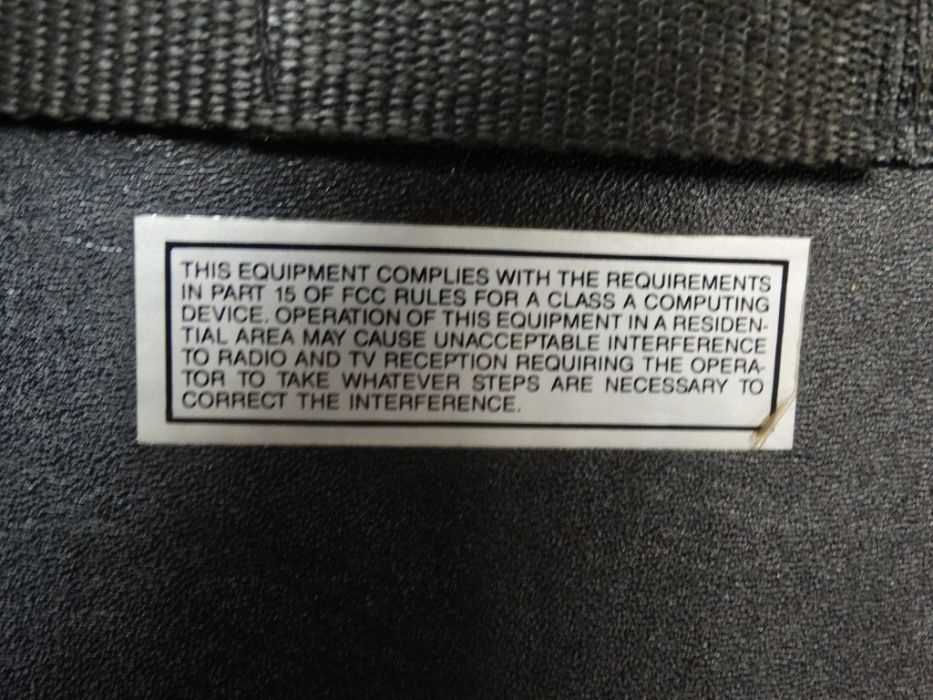 THIS EQUIPMENT COMPLIES WITH THE REQUIREMENTS
IN PART 15 OF FCC RULES FOR A CLASS A COMPUTING
DEVICE. OPERATION OF THIS EQUIPMENT IN A RESIDEN-
TIAL AREA MAY CAUSE UNACCEPTABLE INTERFERENCE
TO RADIO AND TV RECEPTION REQUIRING THE OPERA-
TOR TO TAKE WHATEVER STEPS ARE NECESSARY TO
CORRECT THE INTERFERENCE.